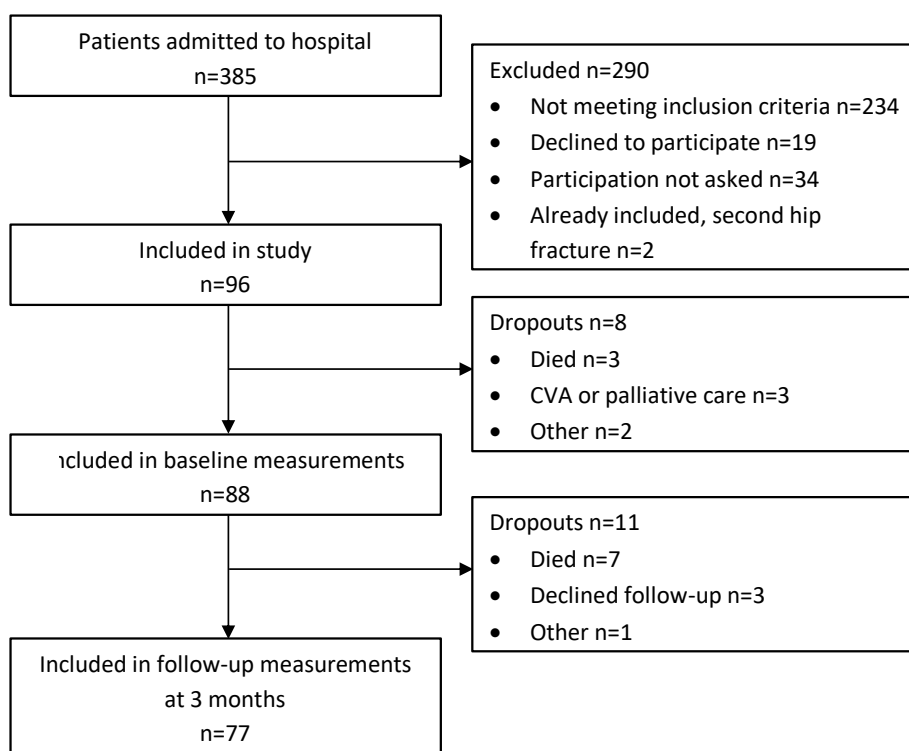 Patients admitted to hospital
n=385
Excluded n=290
• Not meeting inclusion criteria n=234
• Declined to participate n=19
• Participation not asked n=34
• Already included, second hip
fracture n=2
Included in study
n=96
Dropouts n=8
• Died n=3
• CVA or palliative care n=3
• Other n=2
Included in baseline measurements
n=88
Dropouts n=11
• Died n=7
• Declined follow-up n=3
• Other n=1
Included in follow-up measurements
at 3 months
n=77